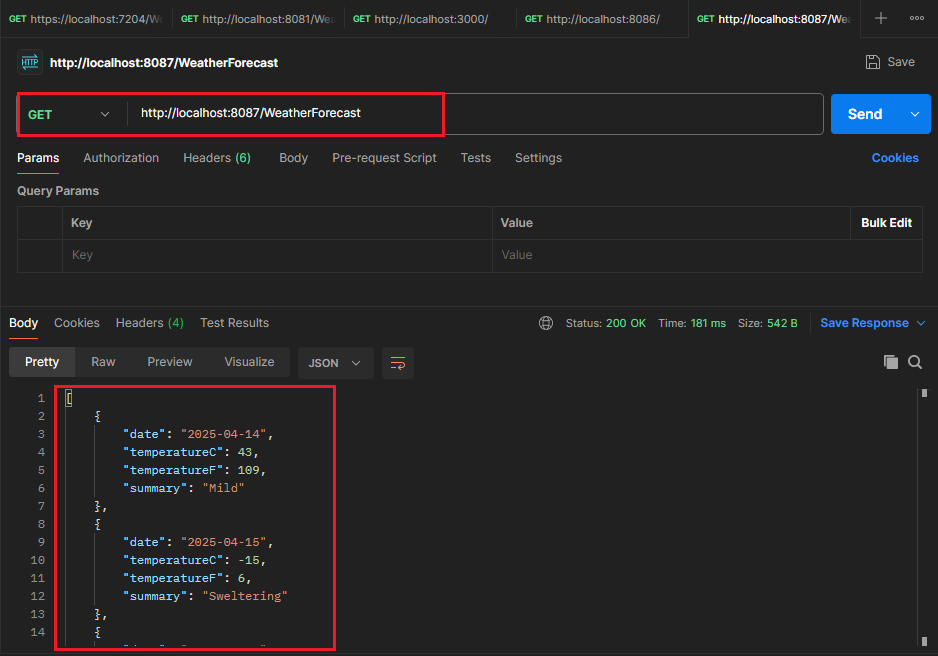 GET https://localhost:7204/W GET http://localhost:8081/Wea GET http://localhost:3000/ GET http://localhost:8086/ GET http://localhost:8087/Wea
HTTP http://localhost:8087/WeatherForecast Save
GET http://localhost:8087/WeatherForecast Send
Params Authorization Headers (6) Body Pre-request Script Tests Settings Cookies
Query Params
Key Value Bulk Edit
Key Value
Body Cookies Headers (4) Test Results Status: 200 OK Time: 181 ms Size: 542 B Save Response
Pretty Raw Preview Visualize JSON
1 [
2 {
3 "date": "2025-04-14",
4 "temperatureC": 43,
5 "temperatureF": 109,
6 "summary": "Mild"
7 },
8 {
9 "date": "2025-04-15",
10 "temperatureC": -15,
11 "temperatureF": 6,
12 "summary": "Sweltering"
13 },
14 {